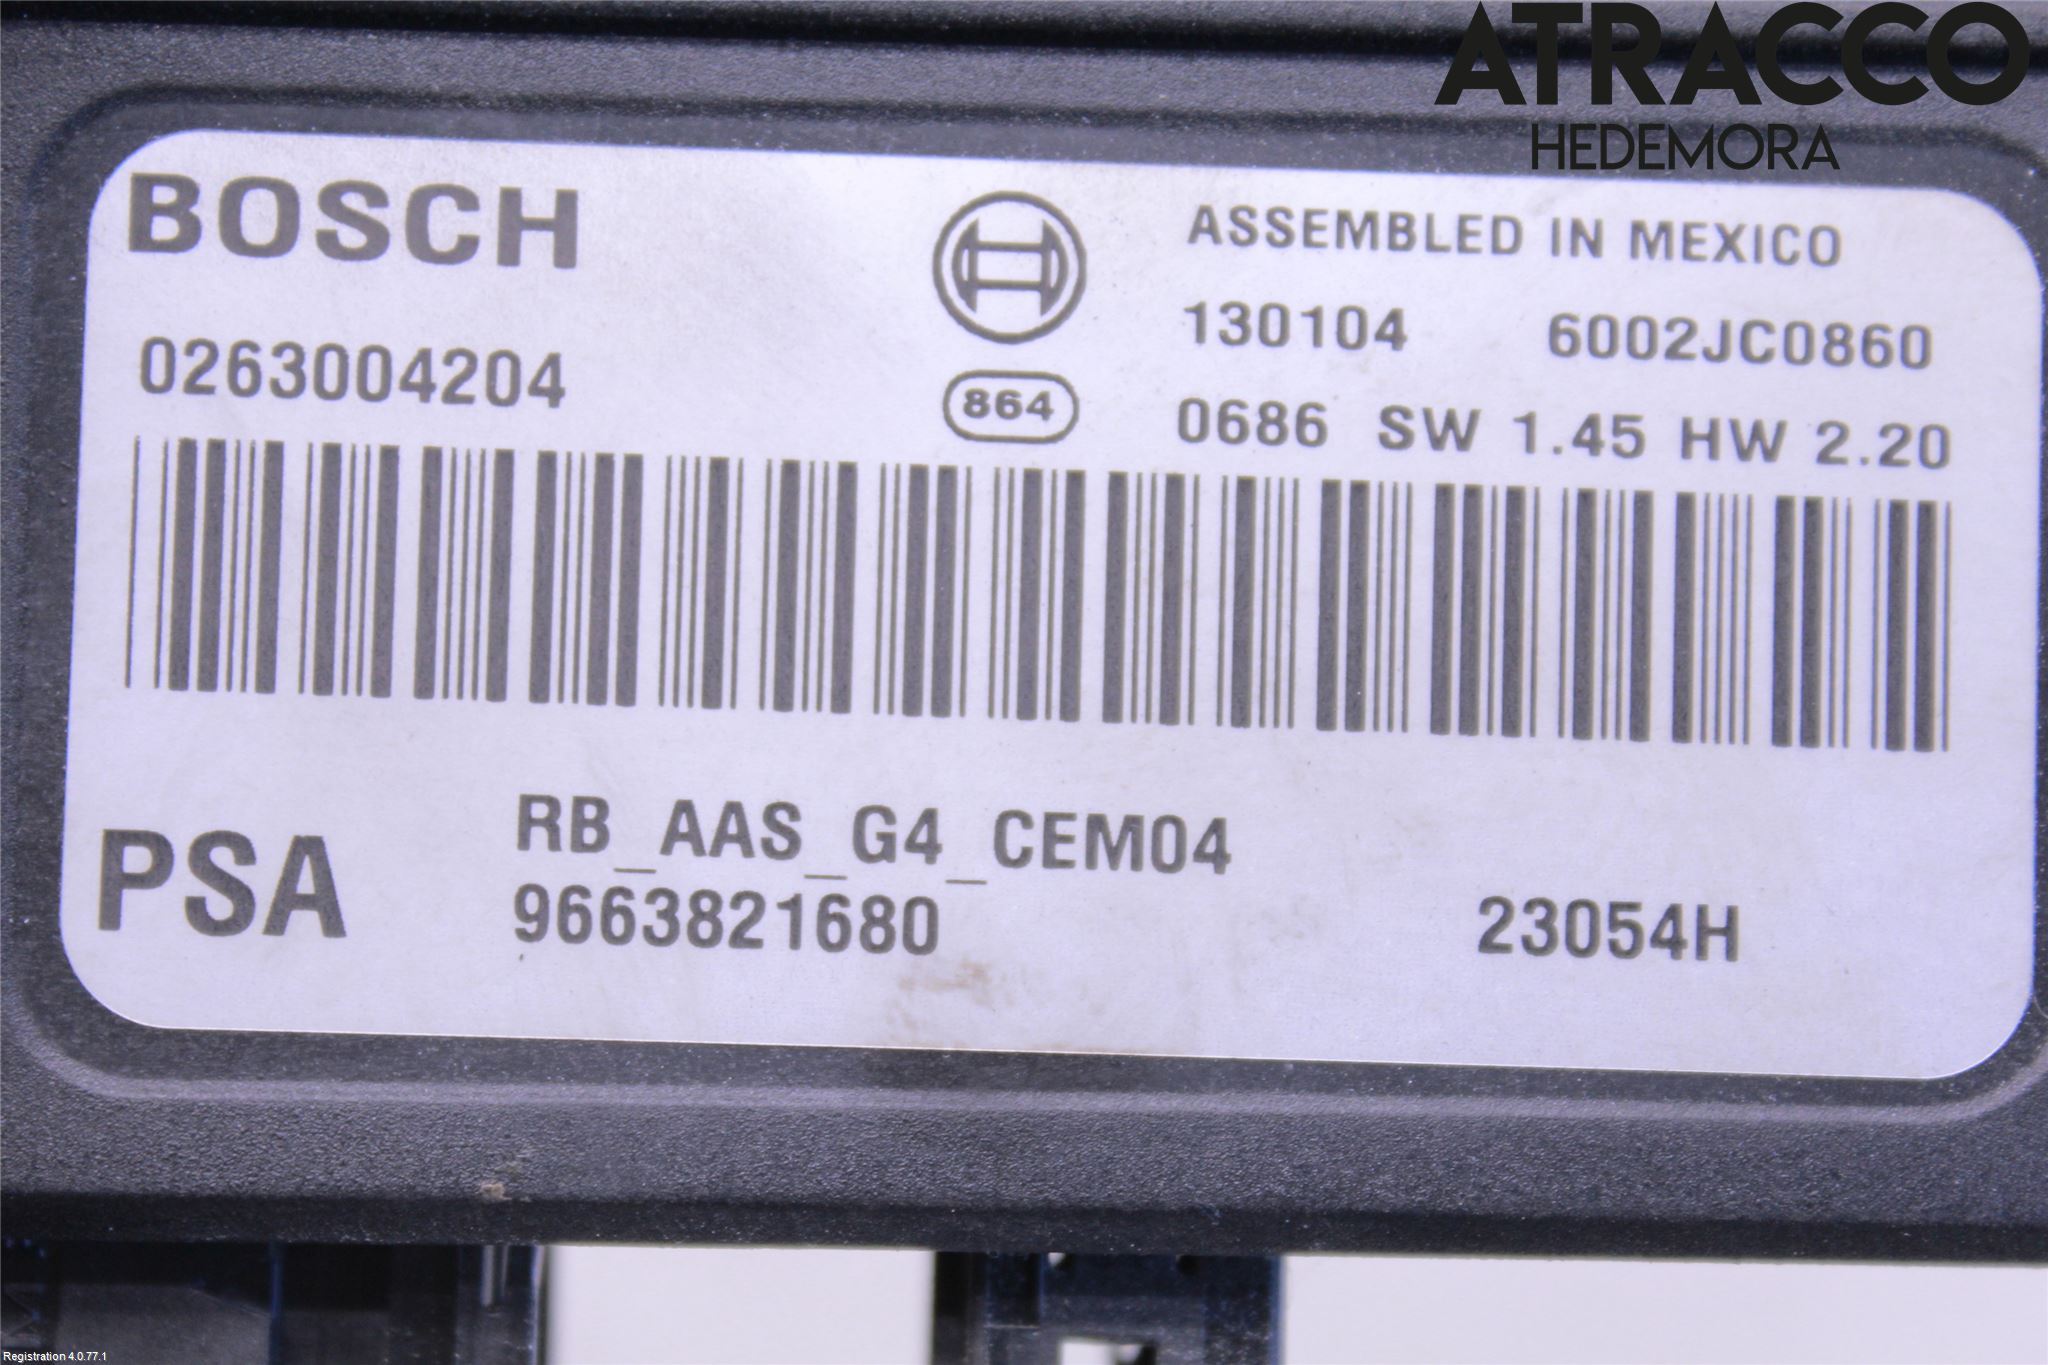 ATRACCO
HEDEMORA
BOSCH
ASSEMBLED IN MEXICO
0263004204
130104 6002JC0860
864
0686 SW 1.45 HW 2.20
PSA
RB_AAS_G4_CEM04
9663821680
23054H
Registration 4.0.77.1